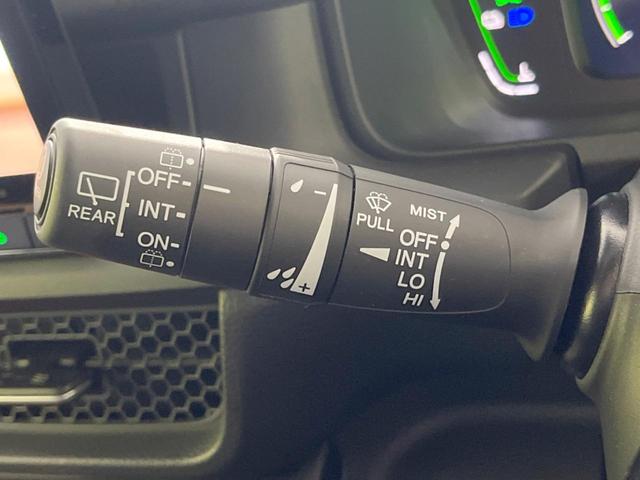 REAR
OFF
INT
ON
− +
PULL
MIST
OFF
INT
LO
HI